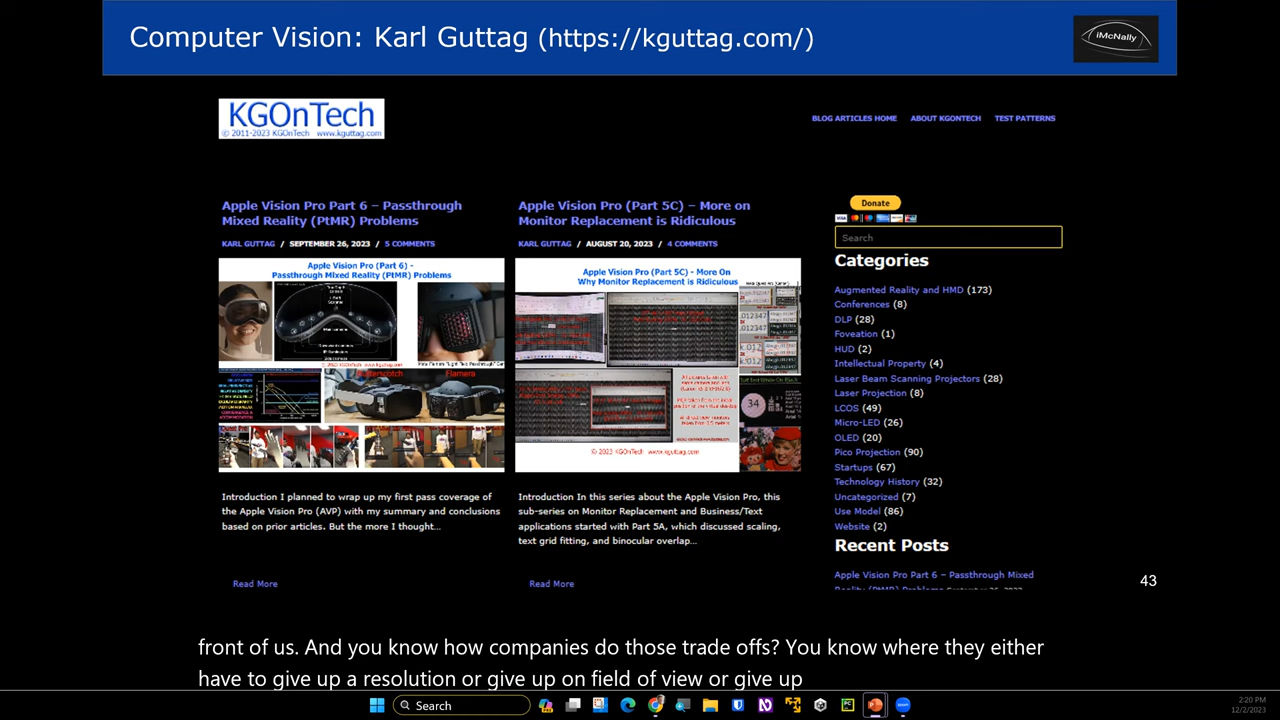 Computer Vision: Karl Guttag (https://kguttag.com/)
iMcNally
KGOnTech
© 2011-2023 KGOnTech www.kguttag.com
BLOG ARTICLES HOME ABOUT KGONTECH TEST PATTERNS
Apple Vision Pro Part 6 – Passthrough
Mixed Reality (PtMR) Problems
KARL GUTTAG / SEPTEMBER 26, 2023 / 5 COMMENTS
Apple Vision Pro (Part 6) -
Passthrough Mixed Reality (PtMR) Problems
Introduction I planned to wrap up my first pass coverage of
the Apple Vision Pro (AVP) with my summary and conclusions
based on prior articles. But the more I thought…
Read More
Apple Vision Pro (Part 5C) – More on
Monitor Replacement is Ridiculous
KARL GUTTAG / AUGUST 20, 2023 / 4 COMMENTS
Apple Vision Pro (Part 5C) - More On
Why Monitor Replacement is Ridiculous
34
© 2023 KGOnTech www.kguttag.com
Introduction In this series about the Apple Vision Pro, this
sub-series on Monitor Replacement and Business/Text
applications started with Part 5A, which discussed scaling,
text grid fitting, and binocular overlap…
Read More
Donate
Search
Categories
Augmented Reality and HMD (173)
Conferences (8)
DLP (28)
Foveation (1)
HUD (2)
Intellectual Property (4)
Laser Beam Scanning Projectors (28)
Laser Projection (8)
LCOS (49)
Micro-LED (26)
OLED (20)
Pico Projection (90)
Startups (67)
Technology History (32)
Uncategorized (7)
Use Model (86)
Website (2)
Recent Posts
Apple Vision Pro Part 6 – Passthrough Mixed
Reality (PtMR) Problems September 26, 2023
43
front of us. And you know how companies do those trade offs? You know where they either
have to give up a resolution or give up on field of view or give up
Search
2:20 PM
12/2/2023